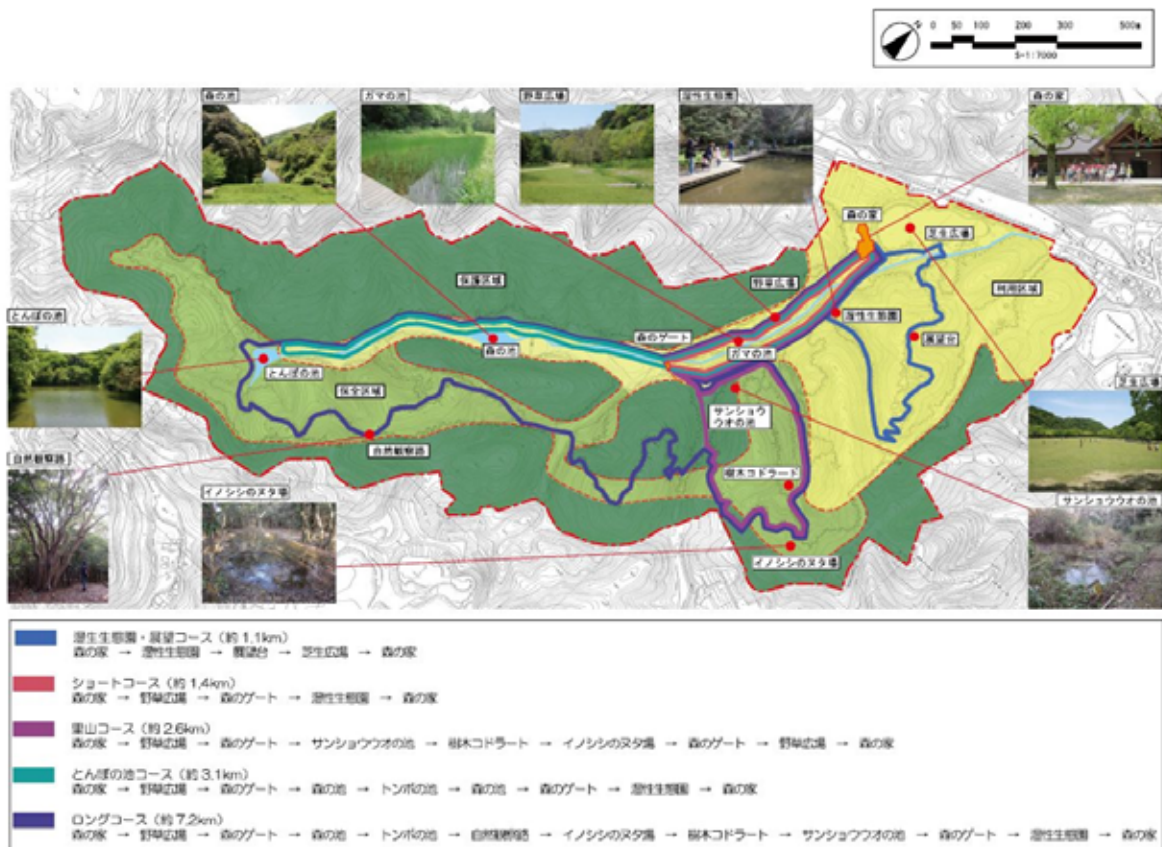 N 0 50 100 200 300 500m
S=1:7000
森の池 ガマの池 野草広場 湿性生態園 森の家
森の家
芝生広場
保護区域
野草広場
利用区域
とんぼの池
森のゲート
湿性生態園
展望台
森の池
ガマの池
とんぼの池
芝生広場
保全区域
サンショウウオの池
自然観察路
自然観察路
樹木コドラート
イノシシのヌタ場
サンショウウオの池
イノシシのヌタ場
湿生生態園・展望コース（約1.1km）
森の家 → 湿性生態園 → 展望台 → 芝生広場 → 森の家
ショートコース（約1.4km）
森の家 → 野草広場 → 森のゲート → 湿性生態園 → 森の家
里山コース（約2.6km）
森の家 → 野草広場 → 森のゲート → サンショウウオの池 → 樹木コドラート → イノシシのヌタ場 → 森のゲート → 野草広場 → 森の家
とんぼの池コース（約3.1km）
森の家 → 野草広場 → 森のゲート → 森の池 → トンボの池 → 森の池 → 森のゲート → 湿性生態園 → 森の家
ロングコース（約7.2km）
森の家 → 野草広場 → 森のゲート → 森の池 → トンボの池 → 自然観察路 → イノシシのヌタ場 → 樹木コドラート → サンショウウオの池 → 森のゲート → 湿性生態園 → 森の家